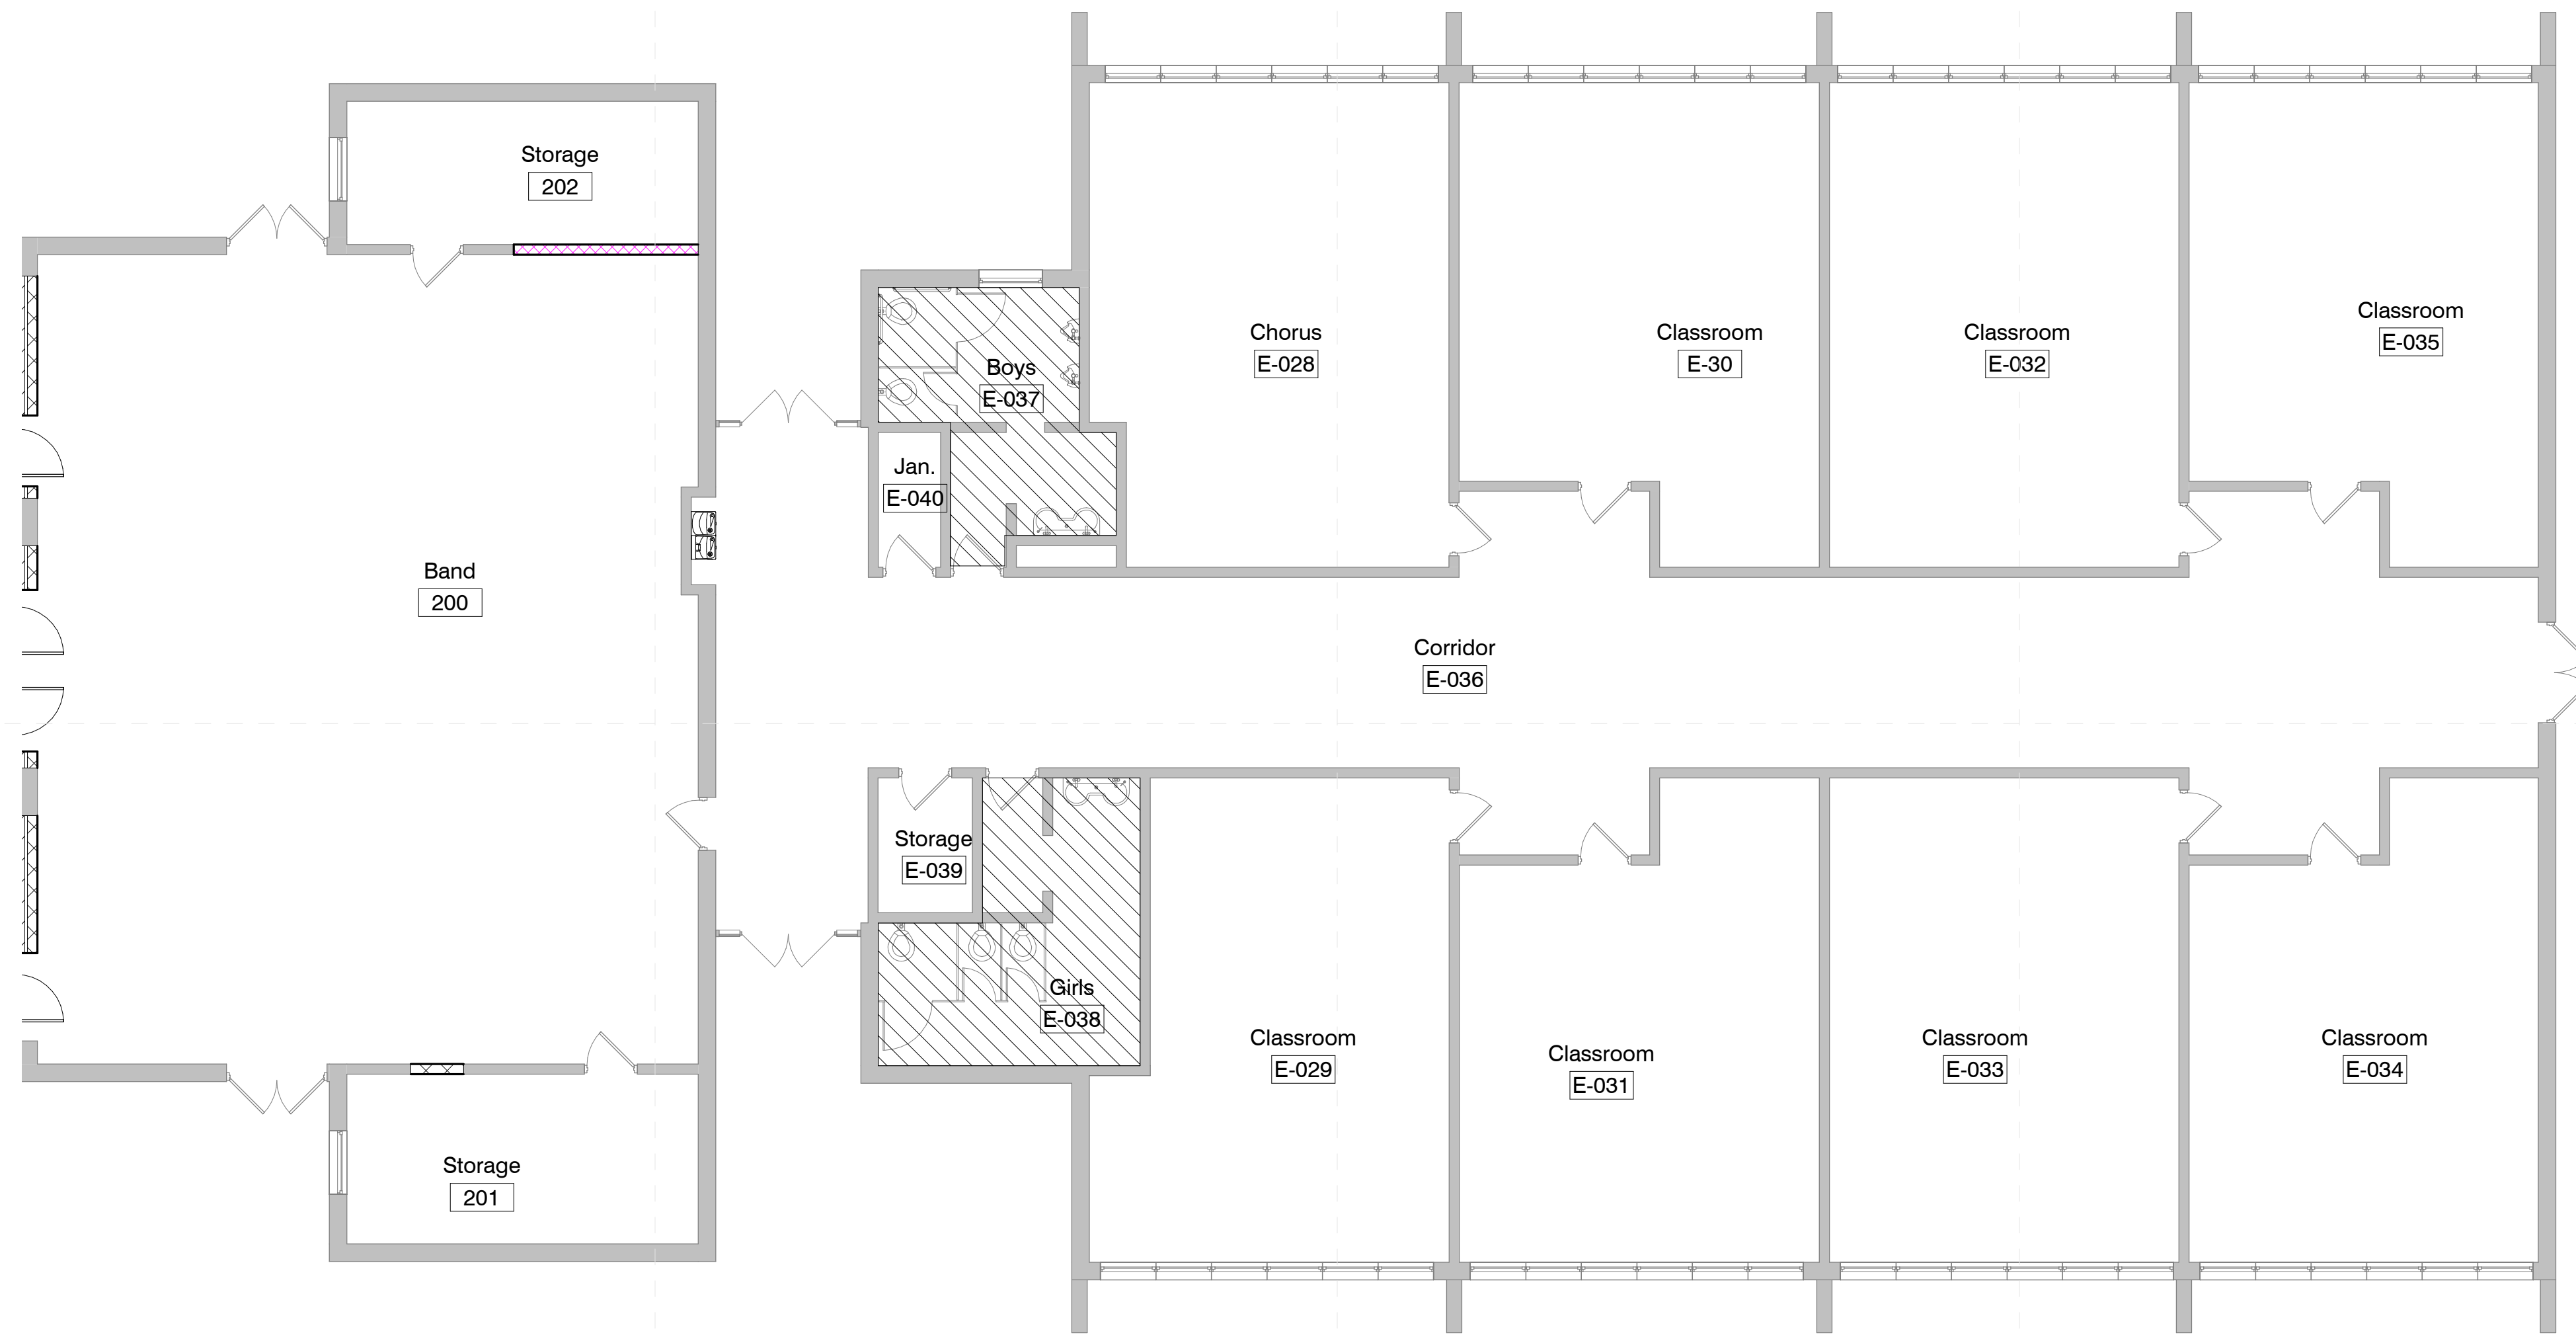 Storage
202
Chorus
E-028
Classroom
E-30
Classroom
E-032
Classroom
E-035
Boys
E-037
Jan.
E-040
Band
200
Corridor
E-036
Storage
E-039
Girls
E-038
Classroom
E-029
Classroom
E-031
Classroom
E-033
Classroom
E-034
Storage
201